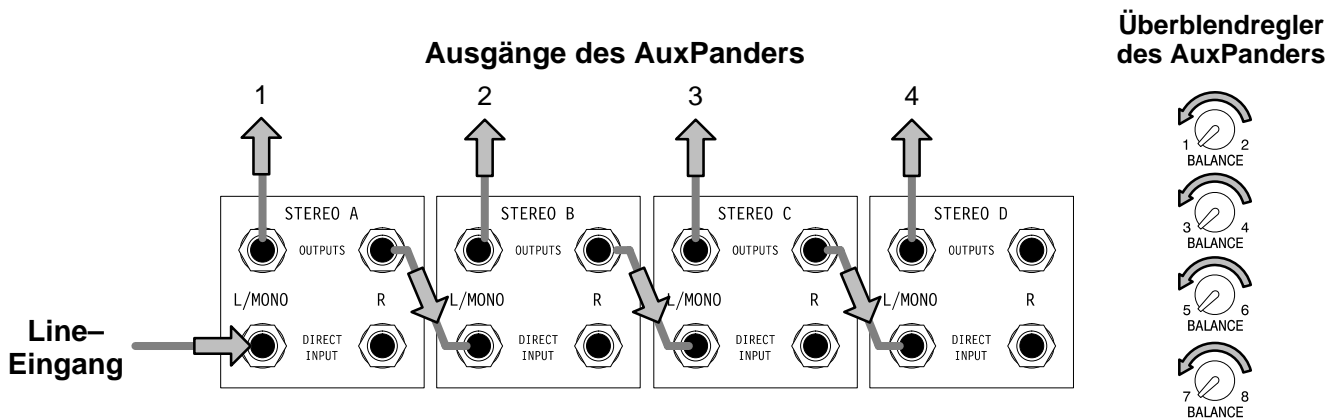 Überblendregler
des AuxPanders
Ausgänge des AuxPanders
1 2 3 4
STEREO A STEREO B STEREO C STEREO D
OUTPUTS OUTPUTS OUTPUTS OUTPUTS
L/MONO R L/MONO R L/MONO R L/MONO R
Line–
Eingang
DIRECT DIRECT DIRECT DIRECT
INPUT INPUT INPUT INPUT
1 2
BALANCE
3 4
BALANCE
5 6
BALANCE
7 8
BALANCE